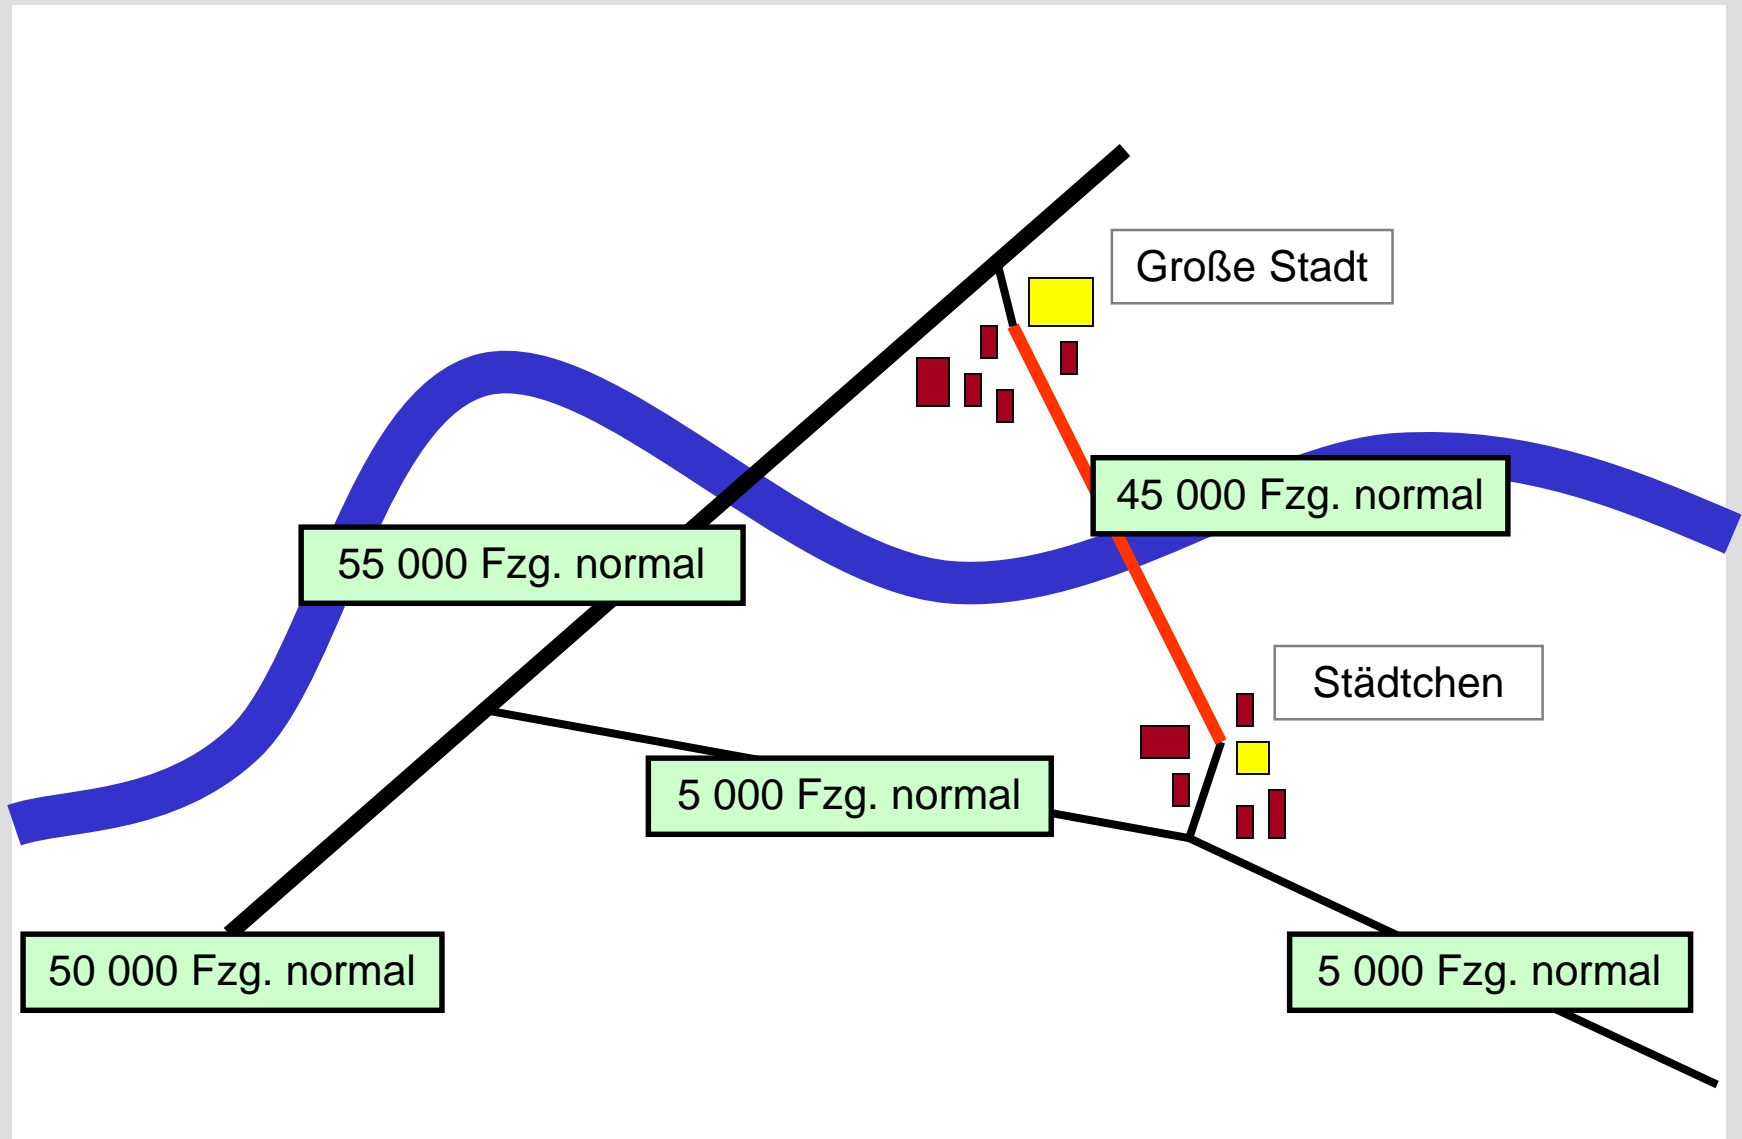 Große Stadt
45 000 Fzg. normal
55 000 Fzg. normal
Städtchen
5 000 Fzg. normal
50 000 Fzg. normal
5 000 Fzg. normal